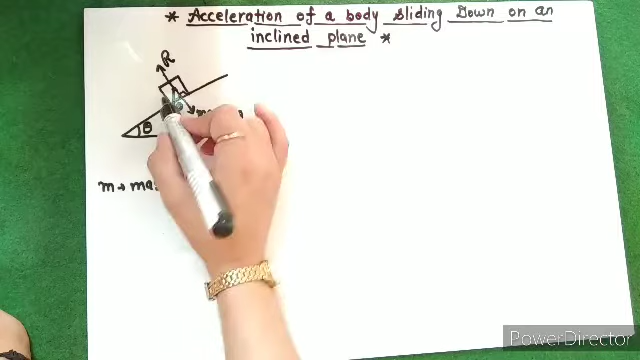 * Acceleration of a body sliding Down on an
inclined plane *
R
θ
m → ma
PowerDirector